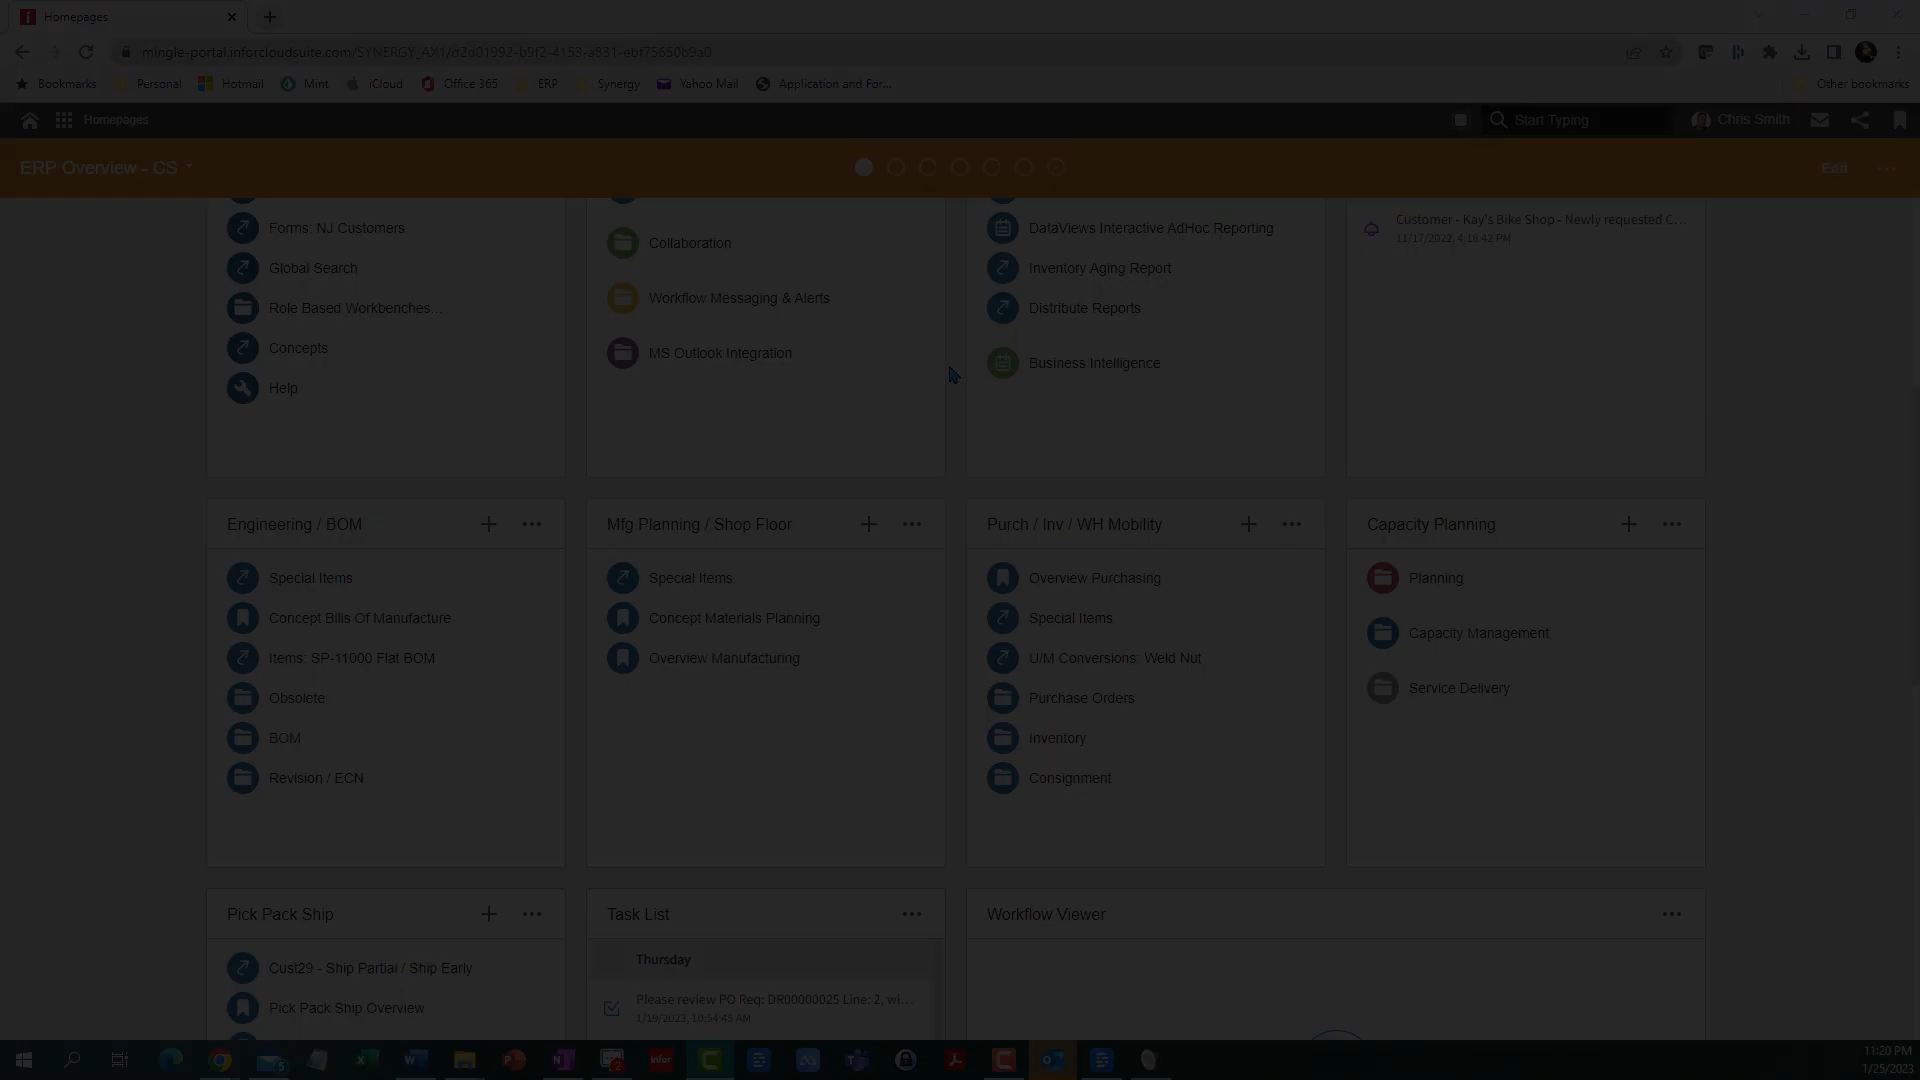 Homepages
mingle-portal.inforcloudsuite.com/SYNERGY_AX1/d2d01992-b9f2-4153-a831-ebf75650b9a0
Bookmarks Personal Hotmail Mint iCloud Office 365 ERP Synergy Yahoo Mail Application and For... Other bookmarks
Homepages Start Typing Chris Smith
ERP Overview - CS Edit
Forms: NJ Customers
Global Search
Role Based Workbenches...
Concepts
Help
Collaboration
Workflow Messaging & Alerts
MS Outlook Integration
DataViews Interactive AdHoc Reporting
Inventory Aging Report
Distribute Reports
Business Intelligence
Customer - Kay's Bike Shop - Newly requested C...
11/17/2022, 4:18:42 PM
Engineering / BOM
Special Items
Concept Bills Of Manufacture
Items: SP-11000 Flat BOM
Obsolete
BOM
Revision / ECN
Mfg Planning / Shop Floor
Special Items
Concept Materials Planning
Overview Manufacturing
Purch / Inv / WH Mobility
Overview Purchasing
Special Items
U/M Conversions: Weld Nut
Purchase Orders
Inventory
Consignment
Capacity Planning
Planning
Capacity Management
Service Delivery
Pick Pack Ship
Cust29 - Ship Partial / Ship Early
Pick Pack Ship Overview
Task List
Thursday
Please review PO Req: DR00000025 Line: 2, wi...
1/19/2023, 10:54:45 AM
Workflow Viewer
infor
11:20 PM
1/25/2023